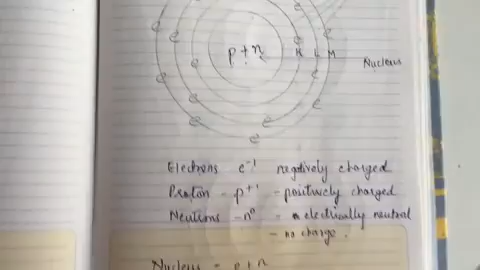 e e
e e
e e
p + n K L M Nucleus
e e
e e
e e
e
Electrons e⁻¹ negatively charged
Proton - p⁺¹ - positively charged
Neutrons - n⁰ = electrically neutral
- no charge.
Nucleus = p + n